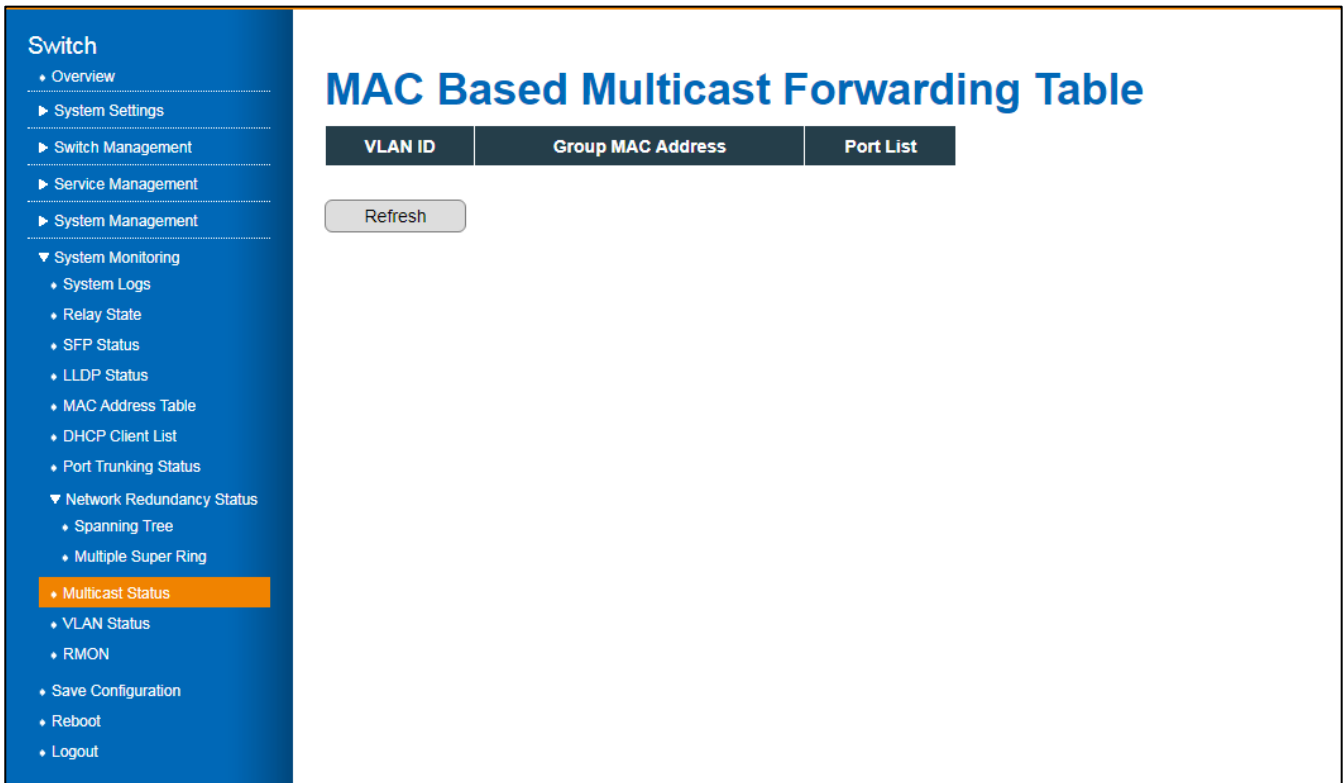 Switch
Overview
System Settings
Switch Management
Service Management
System Management
System Monitoring
System Logs
Relay State
SFP Status
LLDP Status
MAC Address Table
DHCP Client List
Port Trunking Status
Network Redundancy Status
Spanning Tree
Multiple Super Ring
Multicast Status
VLAN Status
RMON
Save Configuration
Reboot
Logout
MAC Based Multicast Forwarding Table
VLAN ID Group MAC Address Port List
Refresh